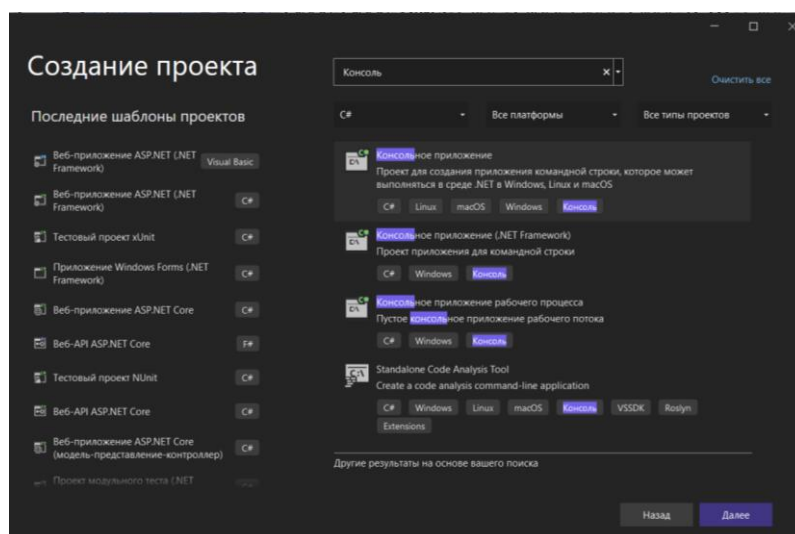 Создание проекта
Последние шаблоны проектов
Веб-приложение ASP.NET (.NET
Framework)
Visual Basic
Веб-приложение ASP.NET (.NET
Framework)
C#
Тестовый проект xUnit
C#
Приложение Windows Forms (.NET
Framework)
C#
Веб-приложение ASP.NET Core
C#
Веб-API ASP.NET Core
F#
Тестовый проект NUnit
C#
Веб-API ASP.NET Core
C#
Веб-приложение ASP.NET Core
(модель-представление-контроллер)
C#
Проект модульного теста (.NET
Консоль
Очистить все
C#
Все платформы
Все типы проектов
Консольное приложение
Проект для создания приложения командной строки, которое может
выполняться в среде .NET в Windows, Linux и macOS
C# Linux macOS Windows Консоль
Консольное приложение (.NET Framework)
Проект приложения для командной строки
C# Windows Консоль
Консольное приложение рабочего процесса
Пустое консольное приложение рабочего потока
C# Windows Консоль
Standalone Code Analysis Tool
Create a code analysis command-line application
C# Windows Linux macOS Консоль VSSDK Roslyn
Extensions
Другие результаты на основе вашего поиска
Назад
Далее